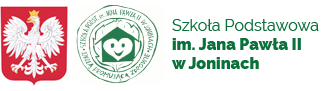 Szkoła Podstawowa
im. Jana Pawła II
w Joninach